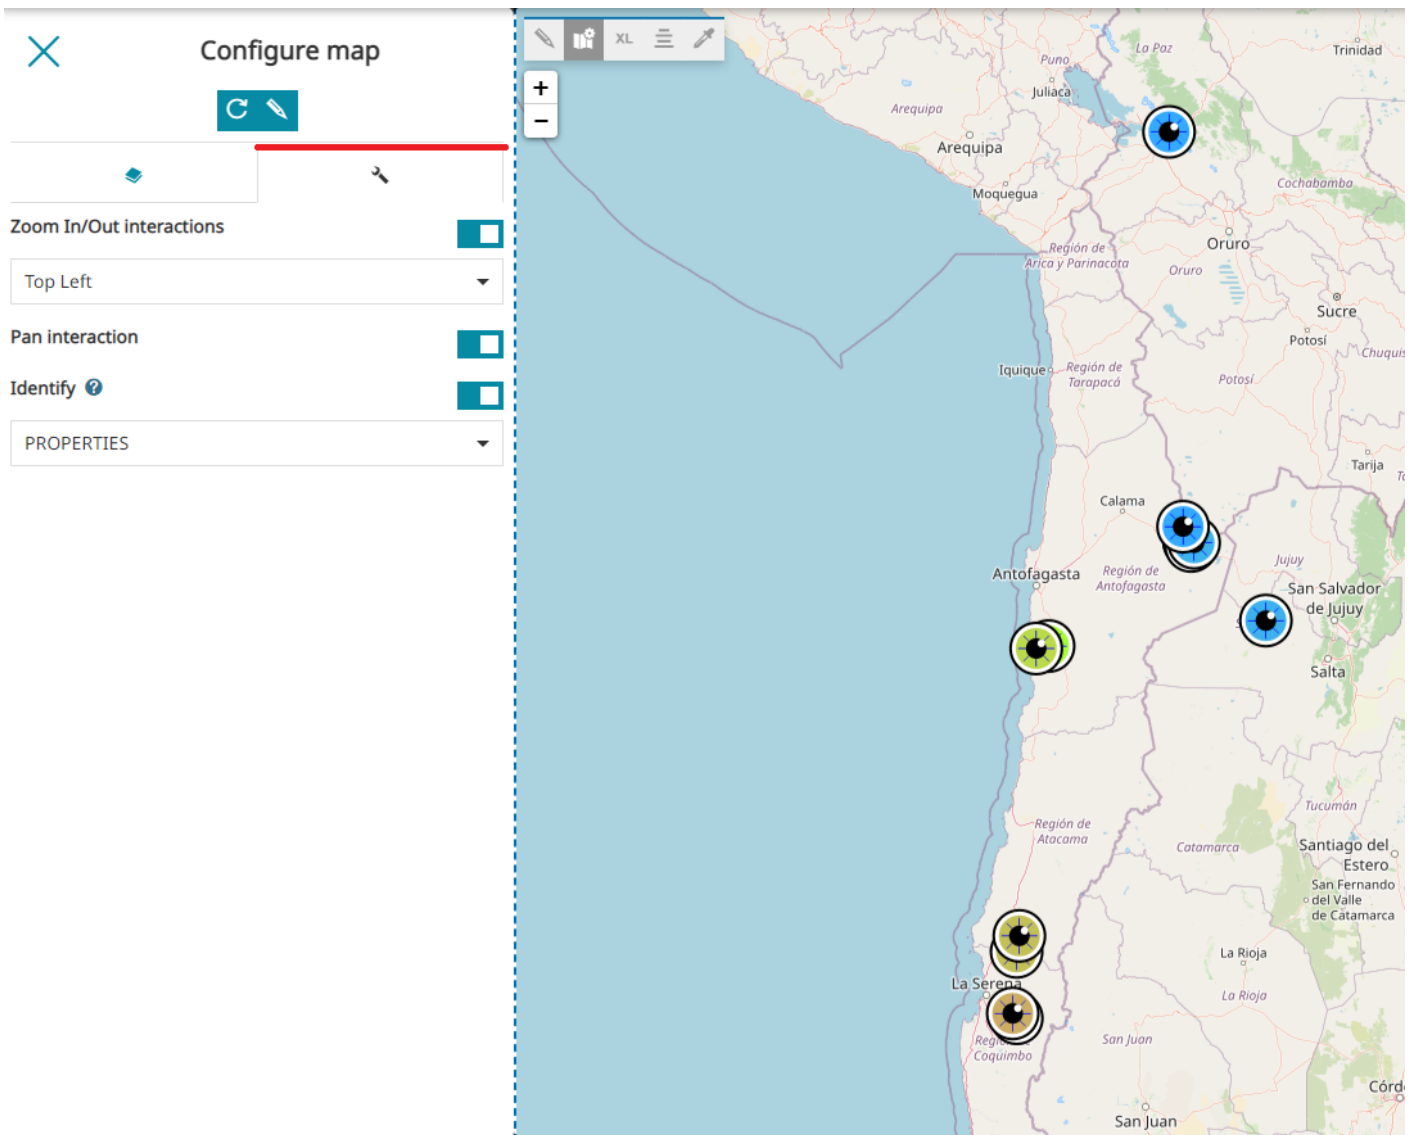 Configure map
Zoom In/Out interactions
Top Left
Pan interaction
Identify
PROPERTIES
XL
+
−
La Paz
Trinidad
Puno
Juliaca
Arequipa
Arequipa
Moquegua
Cochabamba
Región de
Arica y Parinacota
Oruro
Oruro
Sucre
Potosí
Chuquis
Iquique
Región de
Tarapacá
Potosí
Tarija
Calama
Antofagasta
Región de
Antofagasta
Jujuy
San Salvador
de Jujuy
Salta
Región de
Atacama
Catamarca
Tucumán
Santiago del
Estero
San Fernando
del Valle
de Catamarca
La Rioja
La Serena
La Rioja
Coquimbo
San Juan
San Juan
Córd